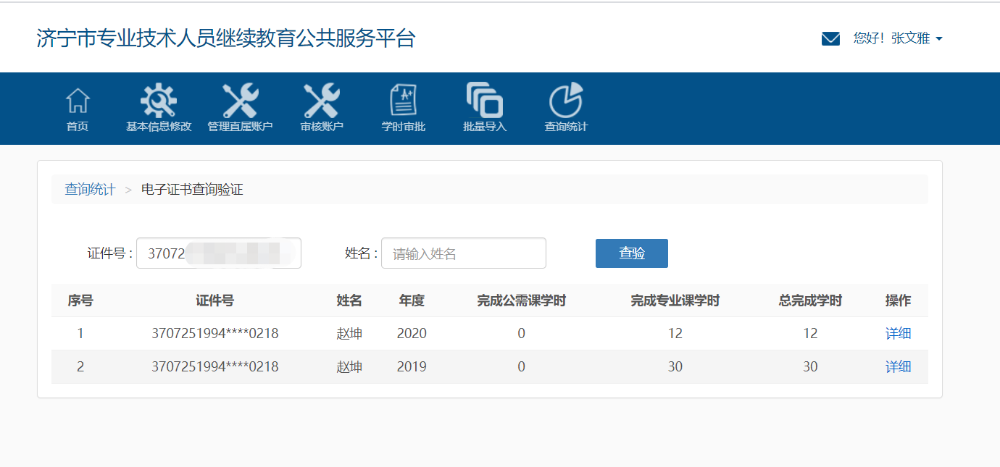 济宁市专业技术人员继续教育公共服务平台
您好！张文雅
首页 基本信息修改 管理直属账户 审核账户 学时审批 批量导入 查询统计
查询统计 > 电子证书查询验证
证件号 : 37072 姓名 : 请输入姓名 查验
序号 证件号 姓名 年度 完成公需课学时 完成专业课学时 总完成学时 操作
1 3707251994****0218 赵坤 2020 0 12 12 详细
2 3707251994****0218 赵坤 2019 0 30 30 详细